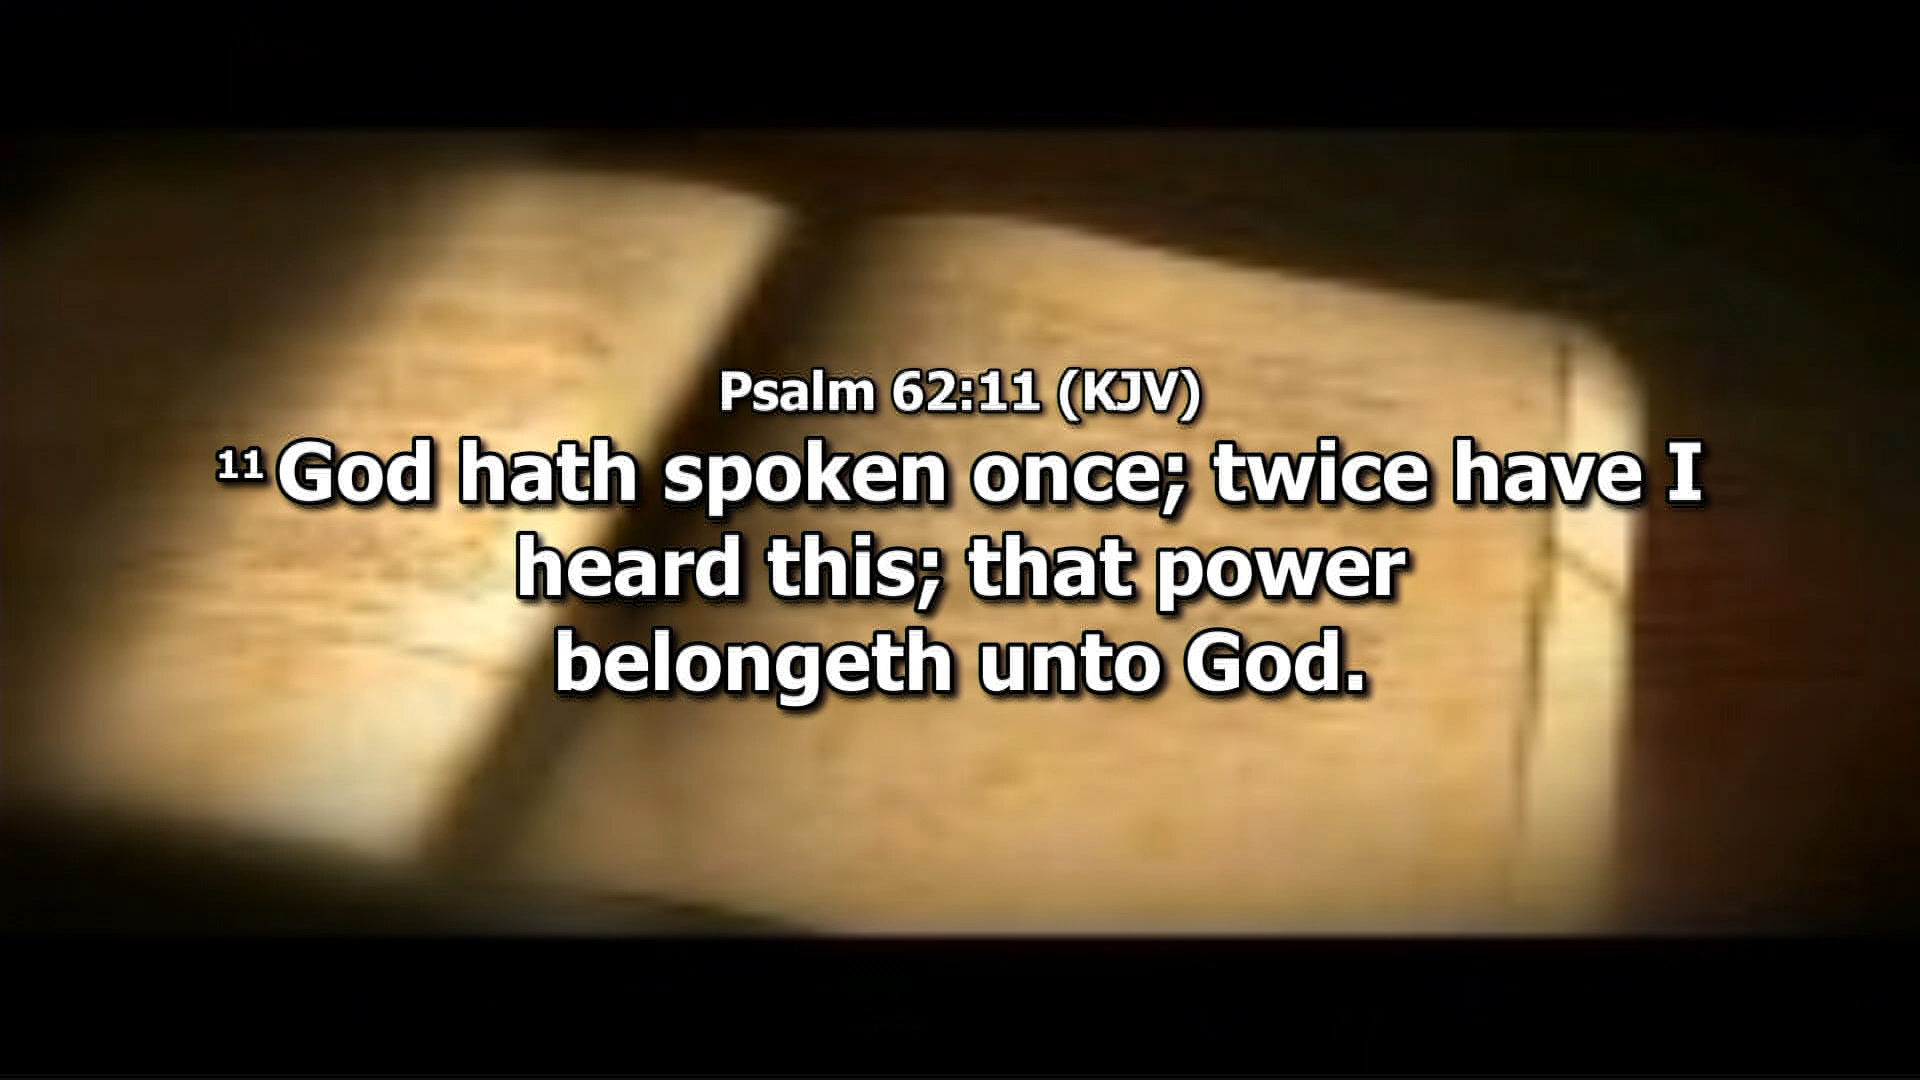 Psalm 62:11 (KJV)
11 God hath spoken once; twice have I
heard this; that power
belongeth unto God.